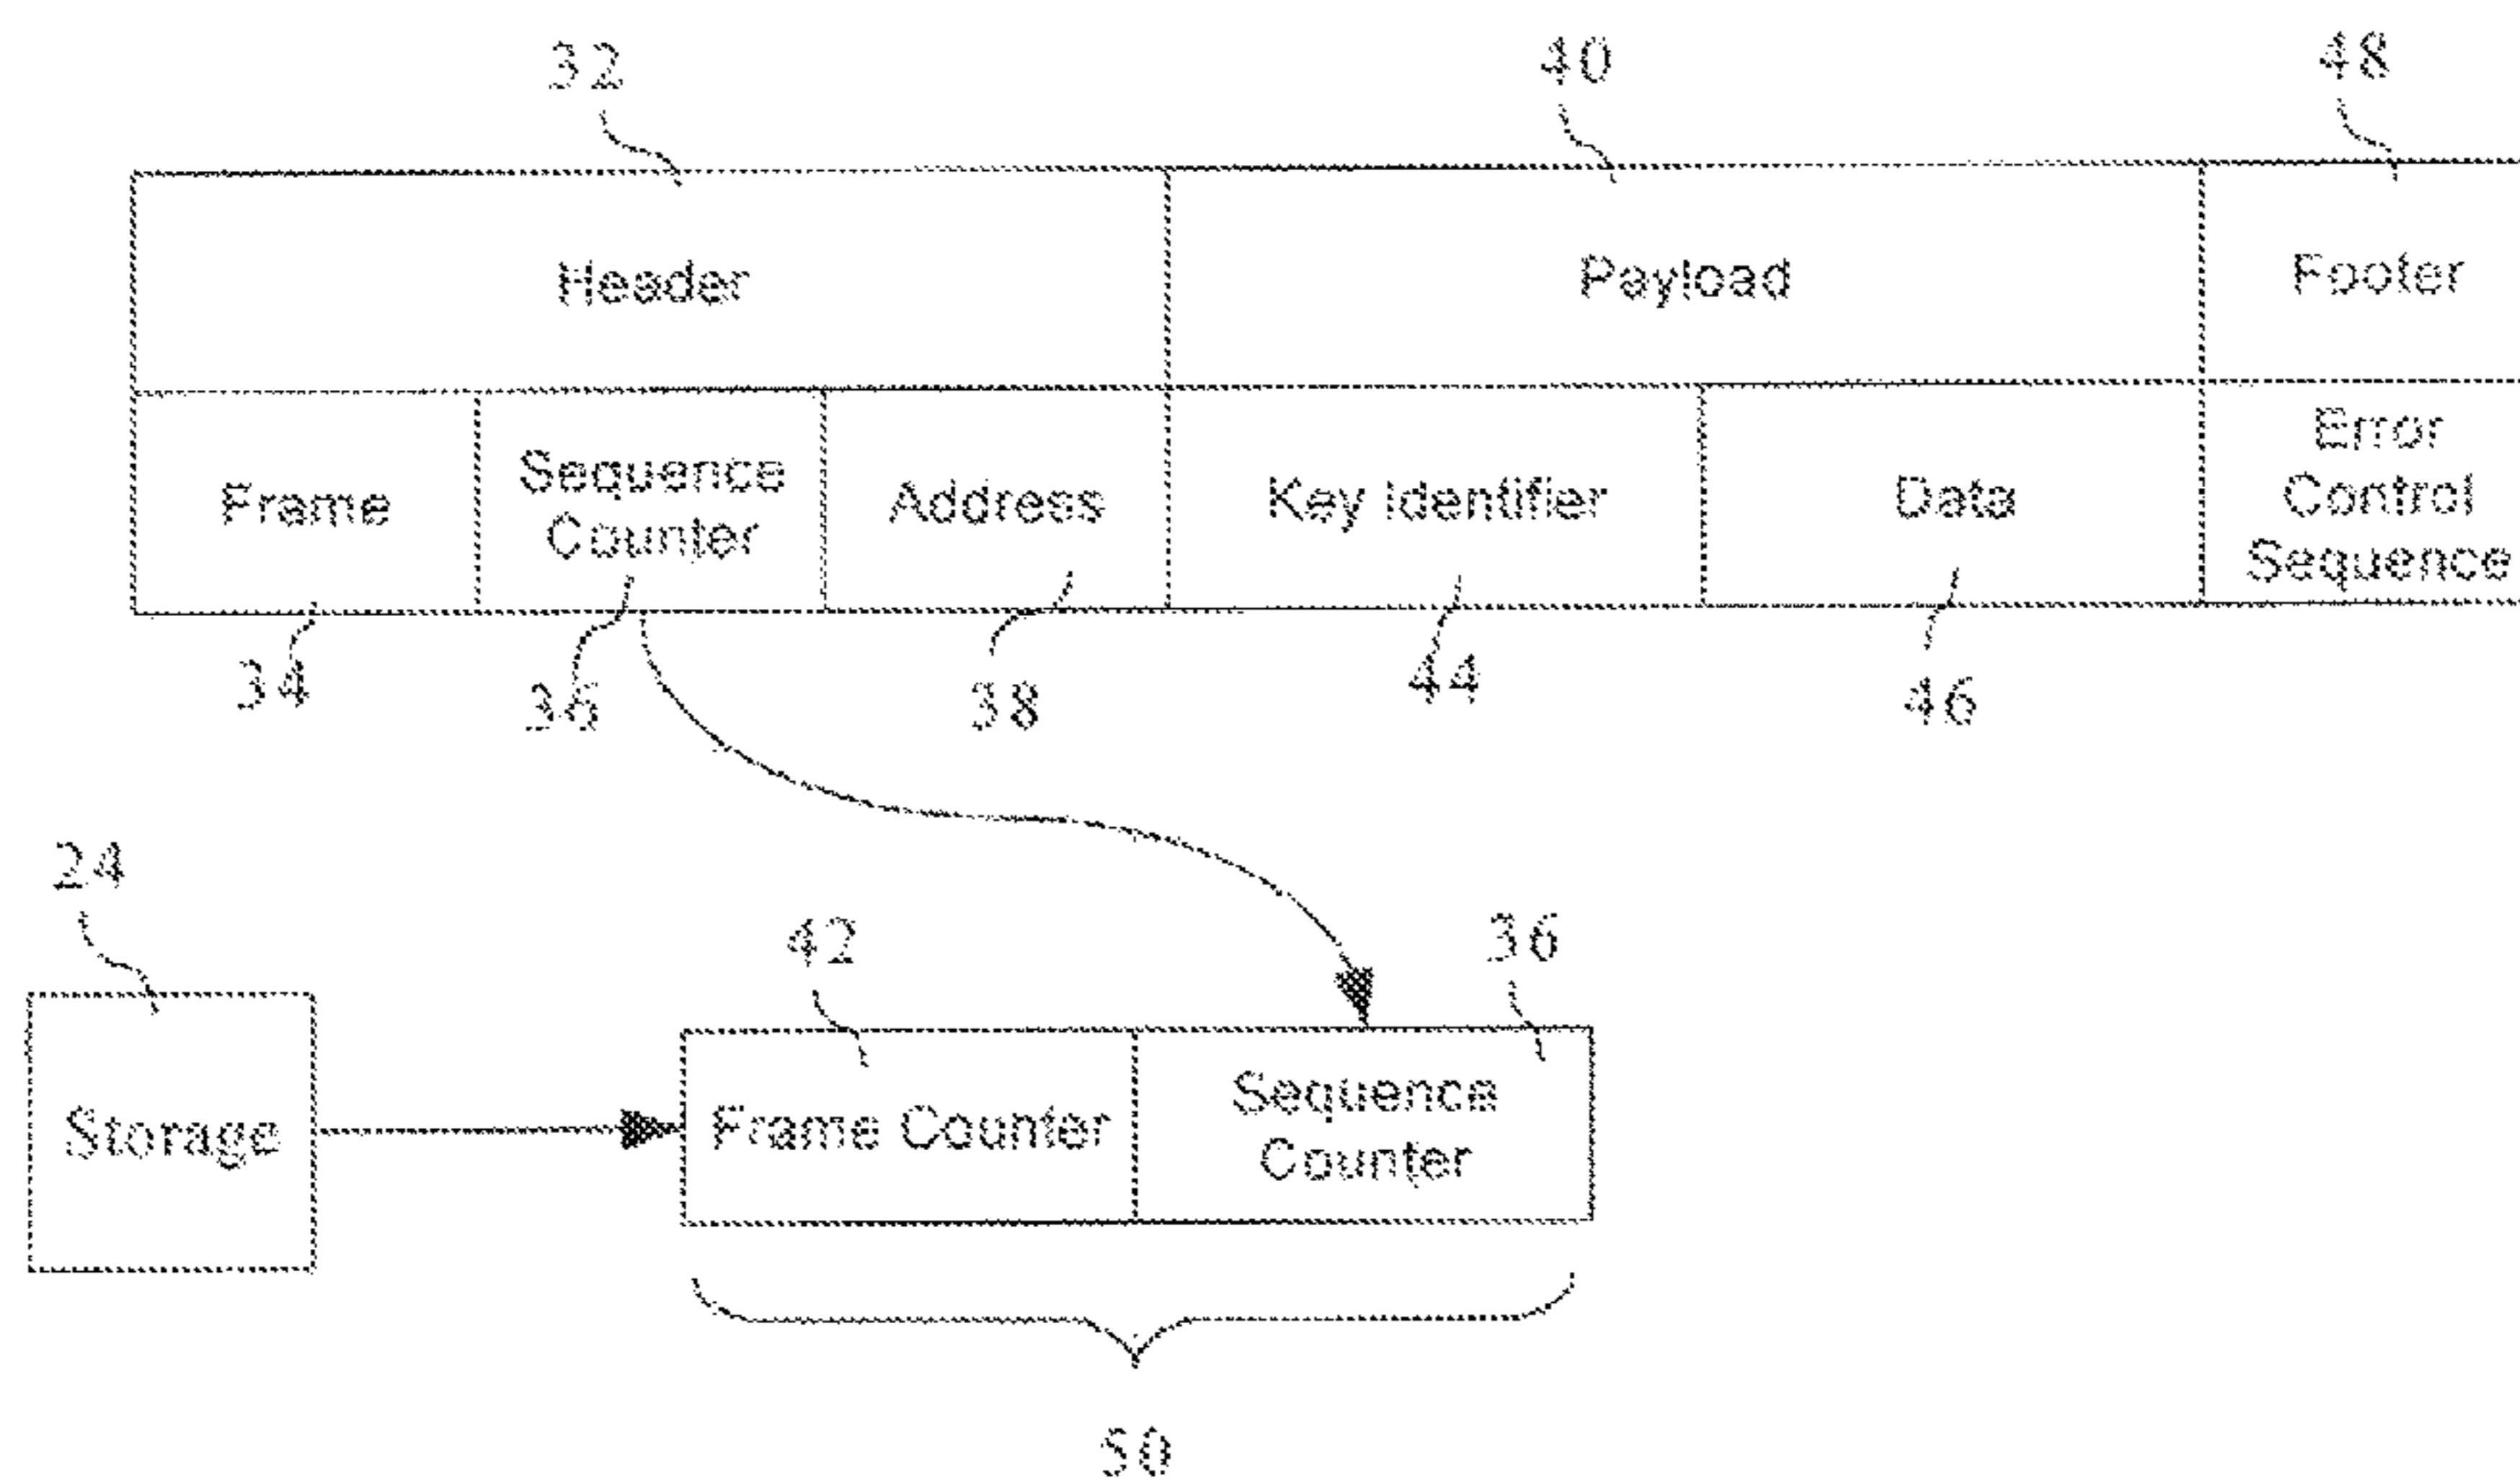 32 40 48
Header Payload Footer
Frame Sequence Counter Address Key Identifier Data Error Control Sequence
34 36 38 44 46
24 42 36
Storage Frame Counter Sequence Counter
50